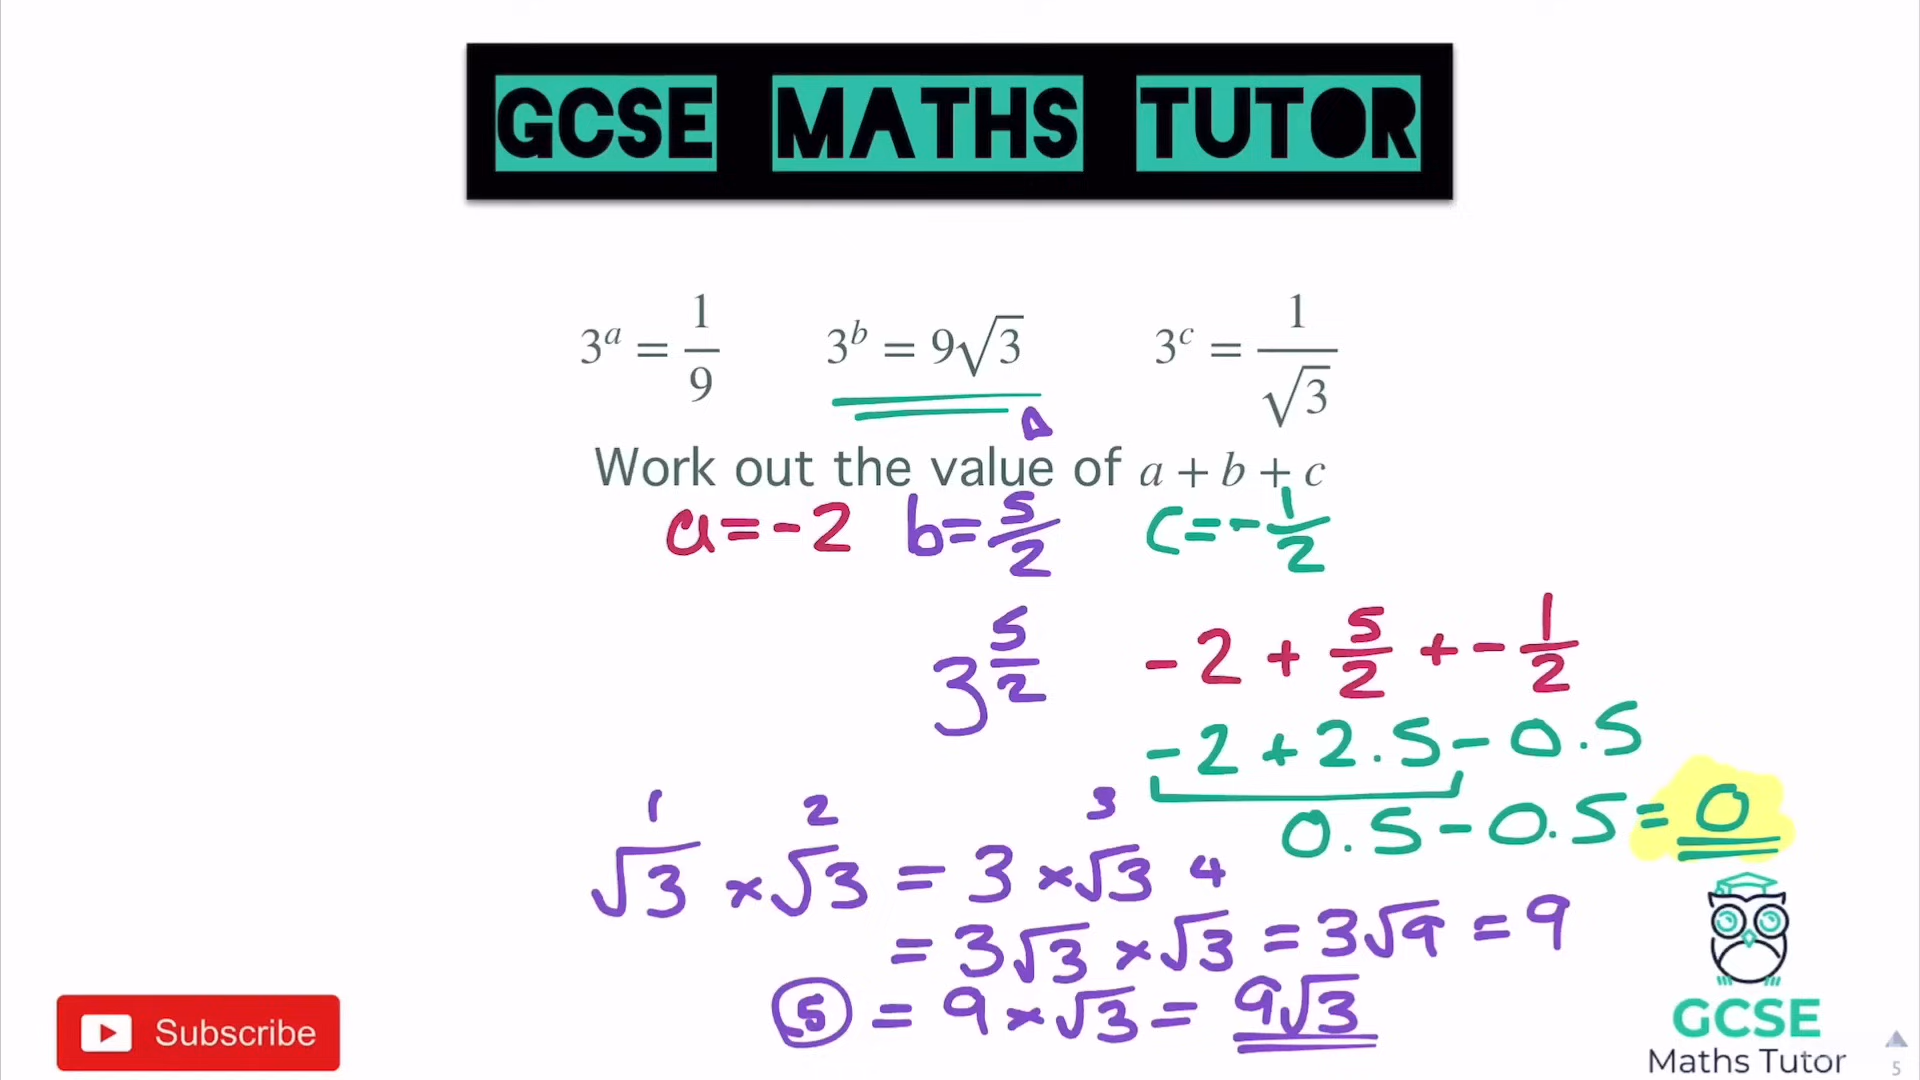 GCSE MATHS TUTOR
3^a = 1/9   3^b = 9√3   3^c = 1/√3
Work out the value of a + b + c
a = -2   b = 5/2   c = -1/2
3^(5/2)
-2 + 5/2 + -1/2
-2 + 2.5 - 0.5
0.5 - 0.5 = 0
1 2 3
√3 × √3 = 3 × √3 4
= 3√3 × √3 = 3√9 = 9
5 = 9 × √3 = 9√3
Subscribe
GCSE
Maths Tutor
5